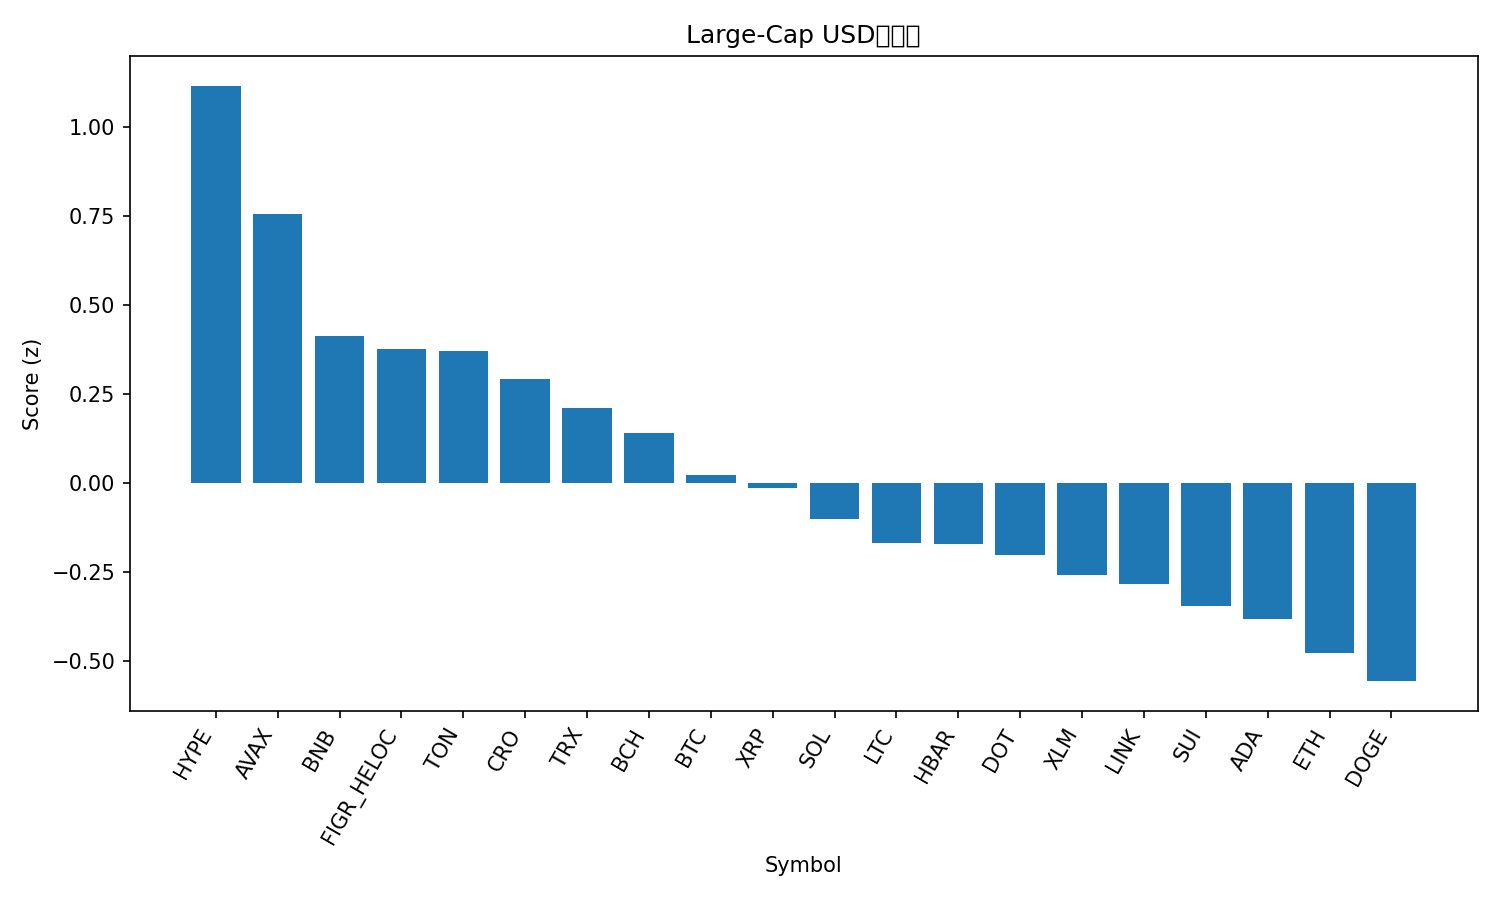 Large-Cap USD
Score (z)
1.00
0.75
0.50
0.25
0.00
−0.25
−0.50
HYPE
AVAX
BNB
FIGR_HELOC
TON
CRO
TRX
BCH
BTC
XRP
SOL
LTC
HBAR
DOT
XLM
LINK
SUI
ADA
ETH
DOGE
Symbol